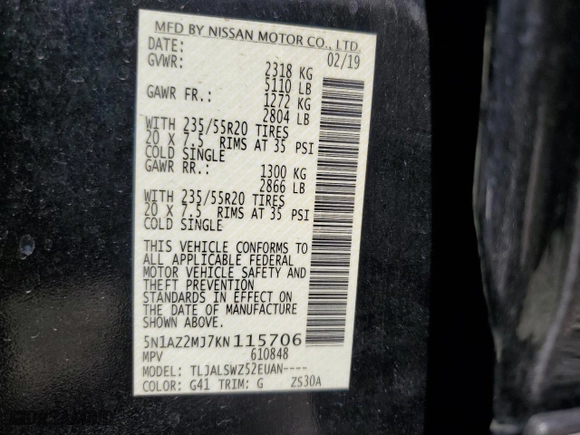 MFD BY NISSAN MOTOR CO., LTD.
DATE: 02/19
GVWR: 2318 KG
5110 LB
GAWR FR.: 1272 KG
2804 LB
WITH 235/55R20 TIRES
20 X 7.5 RIMS AT 35 PSI
COLD SINGLE
GAWR RR.: 1300 KG
2866 LB
WITH 235/55R20 TIRES
20 X 7.5 RIMS AT 35 PSI
COLD SINGLE
THIS VEHICLE CONFORMS TO
ALL APPLICABLE FEDERAL
MOTOR VEHICLE SAFETY AND
THEFT PREVENTION
STANDARDS IN EFFECT ON
THE DATE OF MANUFACTURE
SHOWN ABOVE.
5N1AZ2MJ7KN115706
MPV 610848
MODEL: TLJALSWZ52EUAN----
COLOR: G41 TRIM: G ZS30A